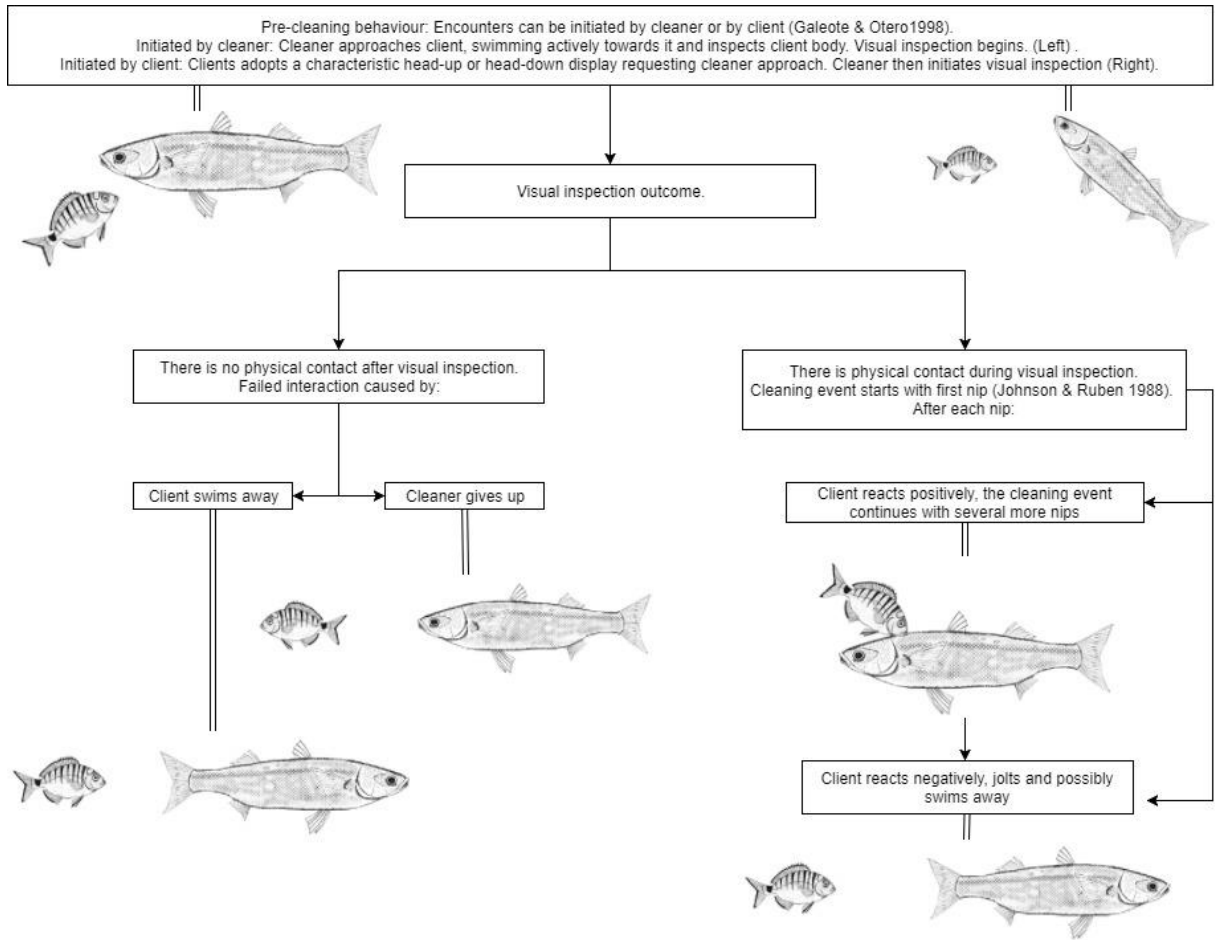 Pre-cleaning behaviour: Encounters can be initiated by cleaner or by client (Galeote & Otero1998).
Initiated by cleaner: Cleaner approaches client, swimming actively towards it and inspects client body. Visual inspection begins. (Left) .
Initiated by client: Clients adopts a characteristic head-up or head-down display requesting cleaner approach. Cleaner then initiates visual inspection (Right).
Visual inspection outcome.
There is no physical contact after visual inspection.
Failed interaction caused by:
There is physical contact during visual inspection.
Cleaning event starts with first nip (Johnson & Ruben 1988).
After each nip:
Client swims away
Cleaner gives up
Client reacts positively, the cleaning event
continues with several more nips
Client reacts negatively, jolts and possibly
swims away